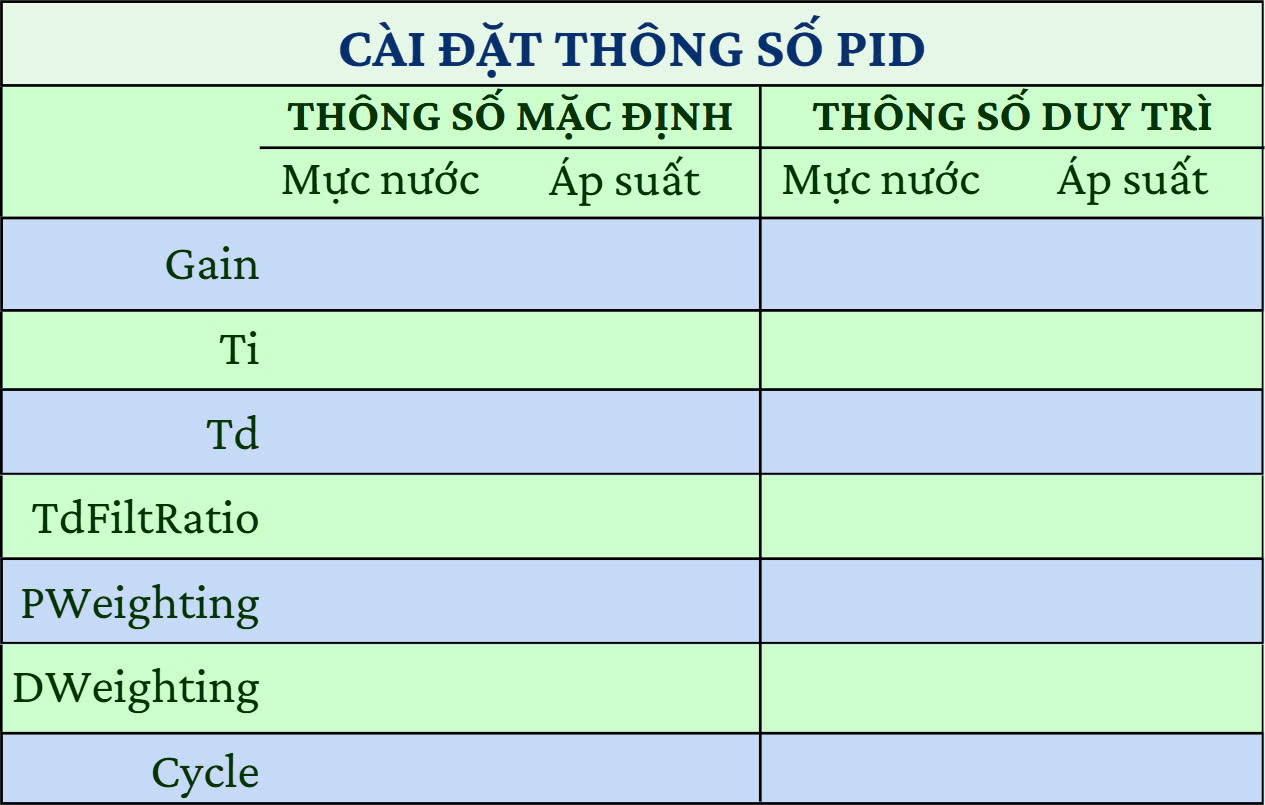 CÀI ĐẶT THÔNG SỐ PID
THÔNG SỐ MẶC ĐỊNH THÔNG SỐ DUY TRÌ
Mực nước Áp suất Mực nước Áp suất
Gain
Ti
Td
TdFiltRatio
PWeighting
DWeighting
Cycle